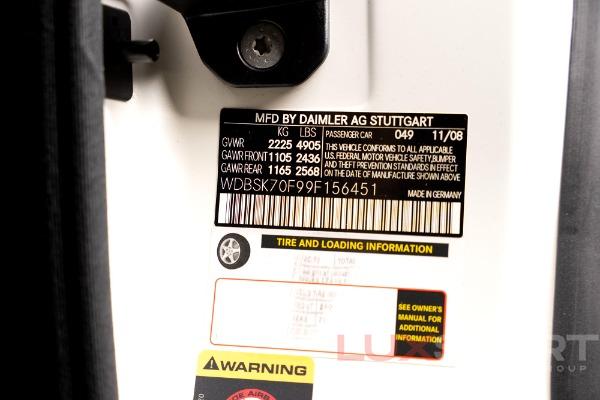 MFD BY DAIMLER AG STUTTGART
KG LBS PASSENGER CAR 049 11/08
GVWR 2225 4905 THIS VEHICLE CONFORMS TO ALL APPLICABLE
GAWR FRONT 1105 2436 U.S. FEDERAL MOTOR VEHICLE SAFETY, BUMPER
GAWR REAR 1165 2568 AND THEFT PREVENTION STANDARDS IN EFFECT
ON THE DATE OF MANUFACTURE SHOWN ABOVE
WDBSK70F99F156451 MADE IN GERMANY
TIRE AND LOADING INFORMATION
SEE OWNER'S
MANUAL FOR
ADDITIONAL
INFORMATION
WARNING